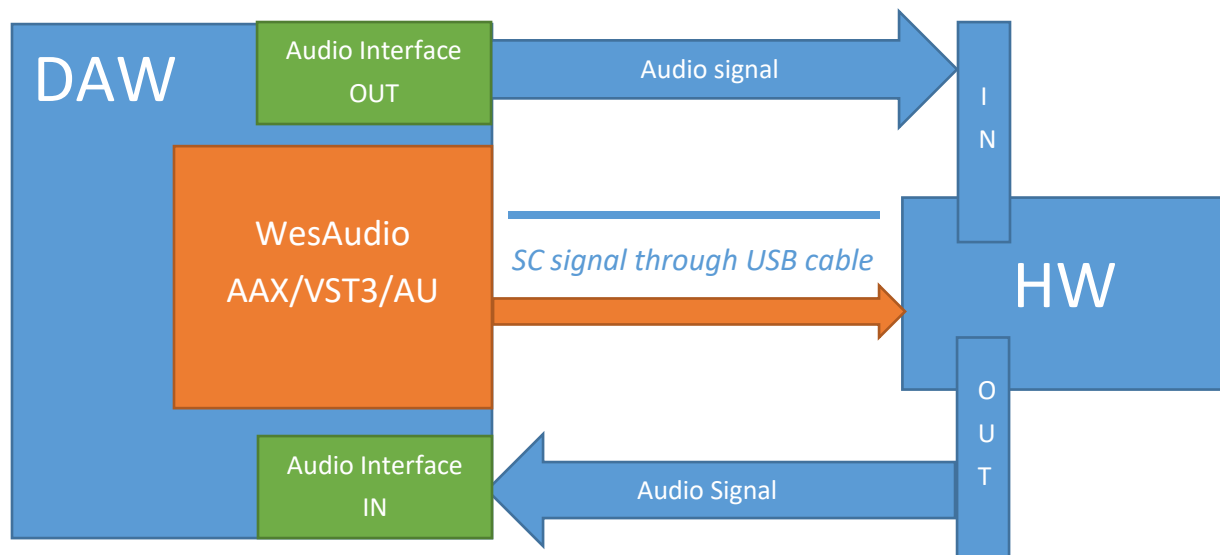 DAW
Audio Interface
OUT
Audio signal
I
N
WesAudio
AAX/VST3/AU
SC signal through USB cable
HW
O
U
T
Audio Interface
IN
Audio Signal